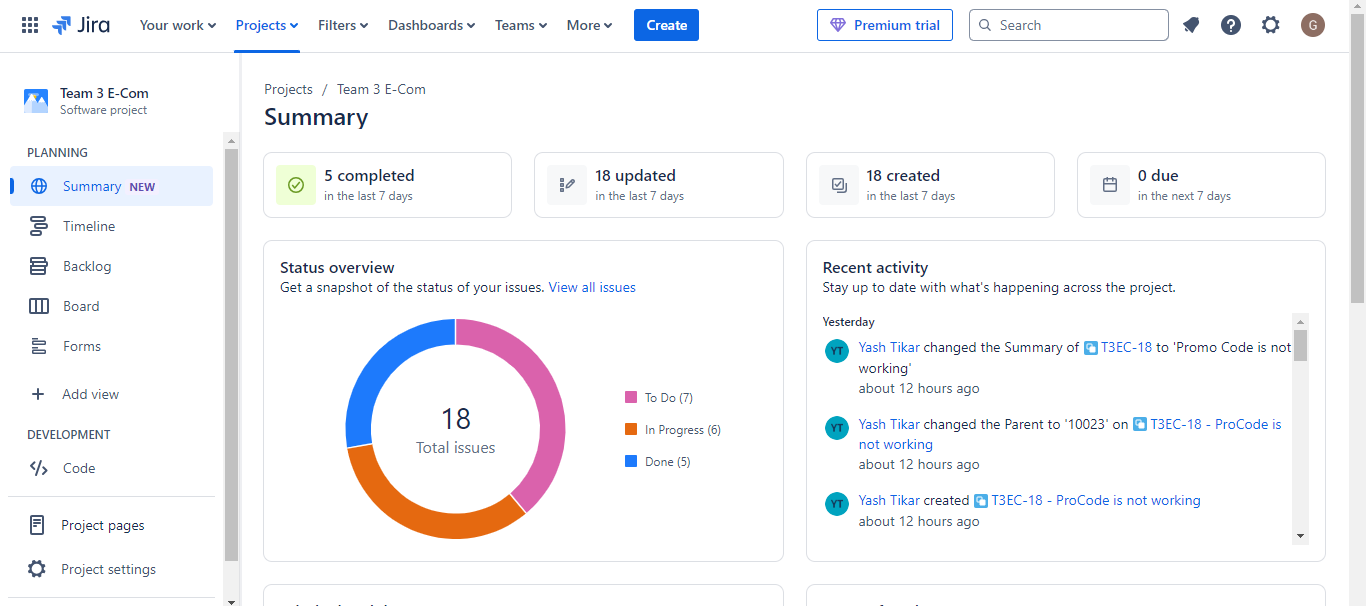 Jira
Your work
Projects
Filters
Dashboards
Teams
More
Create
Premium trial
Search
G
Team 3 E-Com
Software project
PLANNING
Summary NEW
Timeline
Backlog
Board
Forms
Add view
DEVELOPMENT
Code
Project pages
Project settings
Projects / Team 3 E-Com
Summary
5 completed
in the last 7 days
18 updated
in the last 7 days
18 created
in the last 7 days
0 due
in the next 7 days
Status overview
Get a snapshot of the status of your issues. View all issues
18
Total issues
To Do (7)
In Progress (6)
Done (5)
Recent activity
Stay up to date with what's happening across the project.
Yesterday
YT
Yash Tikar changed the Summary of T3EC-18 to 'Promo Code is not
working'
about 12 hours ago
YT
Yash Tikar changed the Parent to '10023' on T3EC-18 - ProCode is
not working
about 12 hours ago
YT
Yash Tikar created T3EC-18 - ProCode is not working
about 12 hours ago